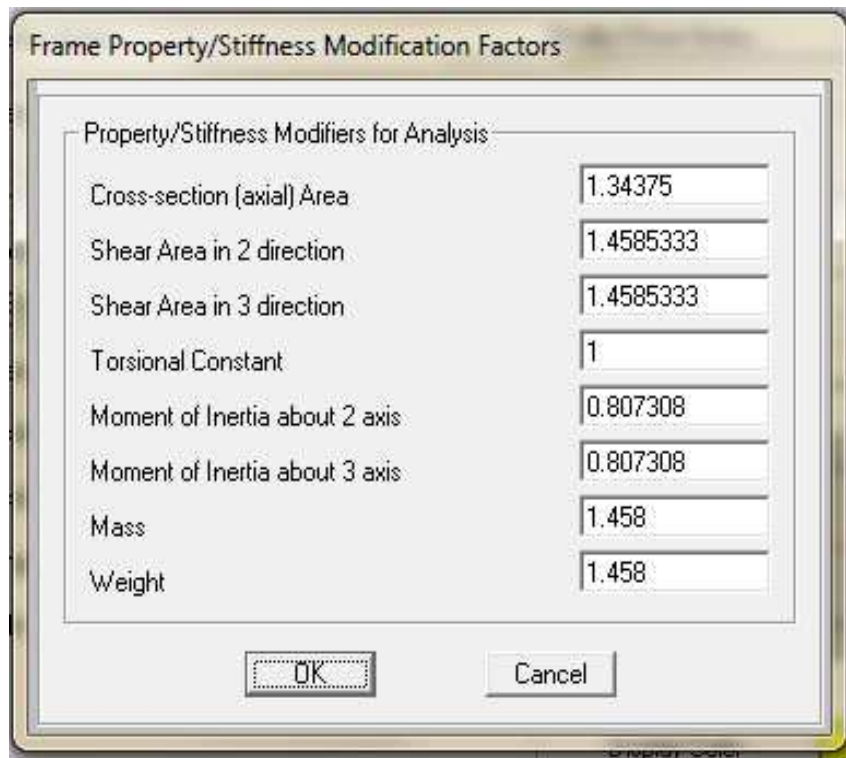 Frame Property/Stiffness Modification Factors
Property/Stiffness Modifiers for Analysis
Cross-section (axial) Area 1.34375
Shear Area in 2 direction 1.4585333
Shear Area in 3 direction 1.4585333
Torsional Constant 1
Moment of Inertia about 2 axis 0.807308
Moment of Inertia about 3 axis 0.807308
Mass 1.458
Weight 1.458
OK Cancel